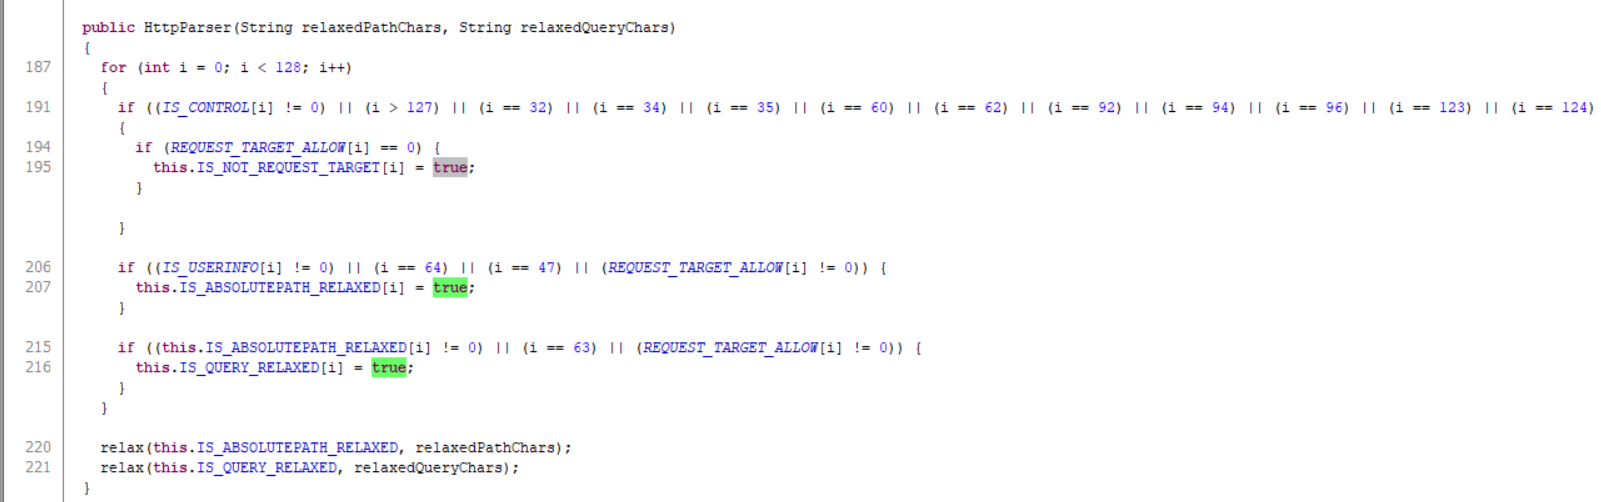 public HttpParser(String relaxedPathChars, String relaxedQueryChars)
{
187 for (int i = 0; i < 128; i++)
{
191 if ((IS_CONTROL[i] != 0) || (i > 127) || (i == 32) || (i == 34) || (i == 35) || (i == 60) || (i == 62) || (i == 92) || (i == 94) || (i == 96) || (i == 123) || (i == 124)
{
194 if (REQUEST_TARGET_ALLOW[i] == 0) {
195 this.IS_NOT_REQUEST_TARGET[i] = true;
}
}
206 if ((IS_USERINFO[i] != 0) || (i == 64) || (i == 47) || (REQUEST_TARGET_ALLOW[i] != 0)) {
207 this.IS_ABSOLUTEPATH_RELAXED[i] = true;
}
215 if ((this.IS_ABSOLUTEPATH_RELAXED[i] != 0) || (i == 63) || (REQUEST_TARGET_ALLOW[i] != 0)) {
216 this.IS_QUERY_RELAXED[i] = true;
}
}
220 relax(this.IS_ABSOLUTEPATH_RELAXED, relaxedPathChars);
221 relax(this.IS_QUERY_RELAXED, relaxedQueryChars);
}